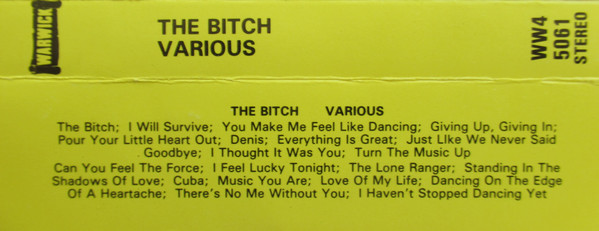 WARWICK
THE BITCH
VARIOUS
WW4
5061
STEREO
THE BITCH VARIOUS
The Bitch; I Will Survive; You Make Me Feel LIke Dancing; Giving Up, Giving In;
Pour Your Little Heart Out; Denis; Everything Is Great; Just LIke We Never Said
Goodbye; I Thought It Was You; Turn The Music Up
Can You Feel The Force; I Feel Lucky Tonight; The Lone Ranger; Standing In The
Shadows Of Love; Cuba; Music You Are; Love Of My Life; Dancing On The Edge
Of A Heartache; There's No Me Without You; I Haven't Stopped Dancing Yet